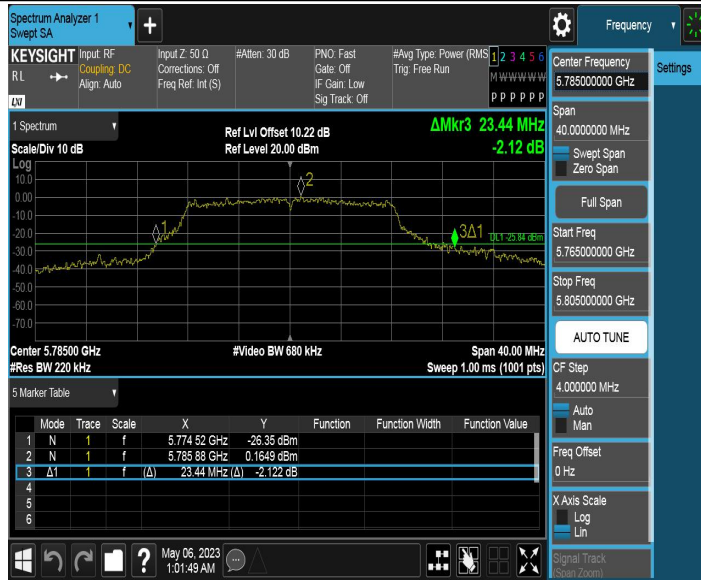 Spectrum Analyzer 1
Swept SA
+
Frequency
KEYSIGHT
RL
LXI
Input: RF
Coupling: DC
Align: Auto
Input Z: 50 Ω
Corrections: Off
Freq Ref: Int (S)
#Atten: 30 dB
PNO: Fast
Gate: Off
IF Gain: Low
Sig Track: Off
#Avg Type: Power (RMS
Trig: Free Run
1 2 3 4 5 6
M W W W W W
P P P P P P
Center Frequency
5.785000000 GHz
Settings
Span
40.0000000 MHz
Swept Span
Zero Span
Full Span
Start Freq
5.765000000 GHz
Stop Freq
5.805000000 GHz
AUTO TUNE
CF Step
4.000000 MHz
Auto
Man
Freq Offset
0 Hz
X Axis Scale
Log
Lin
Signal Track
(Span Zoom)
1 Spectrum
Scale/Div 10 dB
Ref Lvl Offset 10.22 dB
Ref Level 20.00 dBm
ΔMkr3 23.44 MHz
-2.12 dB
Log
10.0
0.00
-10.0
-20.0
-30.0
-40.0
-50.0
-60.0
-70.0
1
2
3Δ1
DL1 -25.84 dBm
Center 5.78500 GHz
#Video BW 680 kHz
Span 40.00 MHz
#Res BW 220 kHz
Sweep 1.00 ms (1001 pts)
5 Marker Table
Mode Trace Scale X Y Function Function Width Function Value
1 N 1 f 5.774 52 GHz -26.35 dBm
2 N 1 f 5.785 88 GHz 0.1649 dBm
3 Δ1 1 f (Δ) 23.44 MHz (Δ) -2.122 dB
4
5
6
?
May 06, 2023
1:01:49 AM